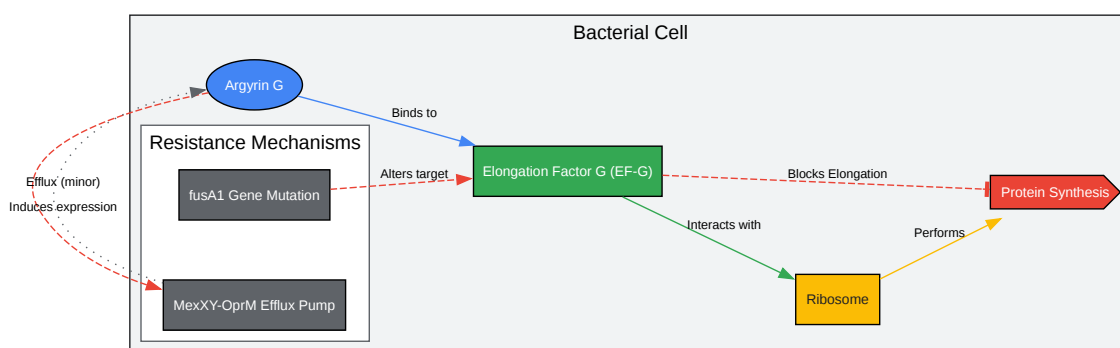 Bacterial Cell
Argyrin G
Binds to
Resistance Mechanisms
Elongation Factor G (EF-G)
Alters target
Blocks Elongation
fusA1 Gene Mutation
Protein Synthesis
Efflux (minor)
Induces expression
Interacts with
Performs
MexXY-OprM Efflux Pump
Ribosome